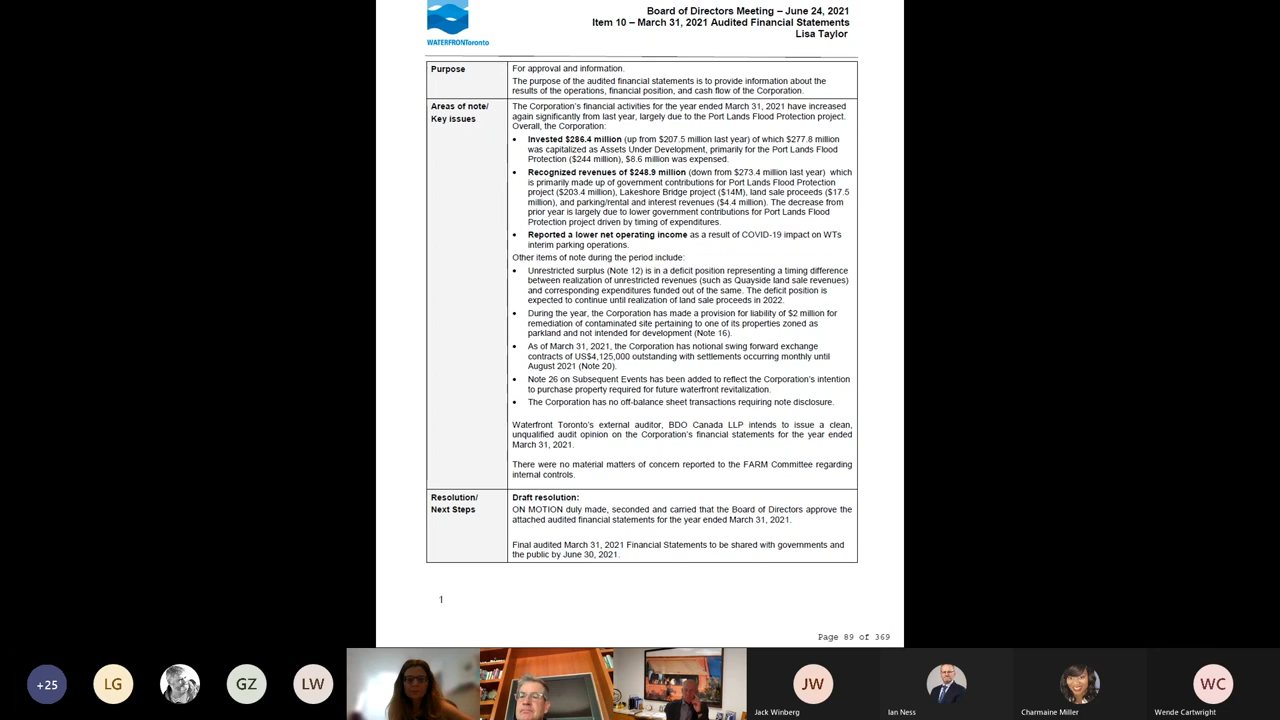 Board of Directors Meeting – June 24, 2021
Item 10 – March 31, 2021 Audited Financial Statements
Lisa Taylor
WATERFRONToronto
Purpose
For approval and information.
The purpose of the audited financial statements is to provide information about the
results of the operations, financial position, and cash flow of the Corporation.
Areas of note/
Key issues
The Corporation's financial activities for the year ended March 31, 2021 have increased
again significantly from last year, largely due to the Port Lands Flood Protection project.
Overall, the Corporation:
• Invested $286.4 million (up from $207.5 million last year) of which $277.8 million
was capitalized as Assets Under Development, primarily for the Port Lands Flood
Protection ($244 million), $8.6 million was expensed.
• Recognized revenues of $248.9 million (down from $273.4 million last year) which
is primarily made up of government contributions for Port Lands Flood Protection
project ($203.4 million), Lakeshore Bridge project ($14M), land sale proceeds ($17.5
million), and parking/rental and interest revenues ($4.4 million). The decrease from
prior year is largely due to lower government contributions for Port Lands Flood
Protection project driven by timing of expenditures.
• Reported a lower net operating income as a result of COVID-19 impact on WTs
interim parking operations.
Other items of note during the period include:
• Unrestricted surplus (Note 12) is in a deficit position representing a timing difference
between realization of unrestricted revenues (such as Quayside land sale revenues)
and corresponding expenditures funded out of the same. The deficit position is
expected to continue until realization of land sale proceeds in 2022.
• During the year, the Corporation has made a provision for liability of $2 million for
remediation of contaminated site pertaining to one of its properties zoned as
parkland and not intended for development (Note 16).
• As of March 31, 2021, the Corporation has notional swing forward exchange
contracts of US$4,125,000 outstanding with settlements occurring monthly until
August 2021 (Note 20).
• Note 26 on Subsequent Events has been added to reflect the Corporation's intention
to purchase property required for future waterfront revitalization.
• The Corporation has no off-balance sheet transactions requiring note disclosure.
Waterfront Toronto's external auditor, BDO Canada LLP intends to issue a clean,
unqualified audit opinion on the Corporation's financial statements for the year ended
March 31, 2021.
There were no material matters of concern reported to the FARM Committee regarding
internal controls.
Resolution/
Next Steps
Draft resolution:
ON MOTION duly made, seconded and carried that the Board of Directors approve the
attached audited financial statements for the year ended March 31, 2021.
Final audited March 31, 2021 Financial Statements to be shared with governments and
the public by June 30, 2021.
1
Page 89 of 369
+25
LG
GZ
LW
JW
WC
Jack Winberg
Ian Ness
Charmaine Miller
Wende Cartwright